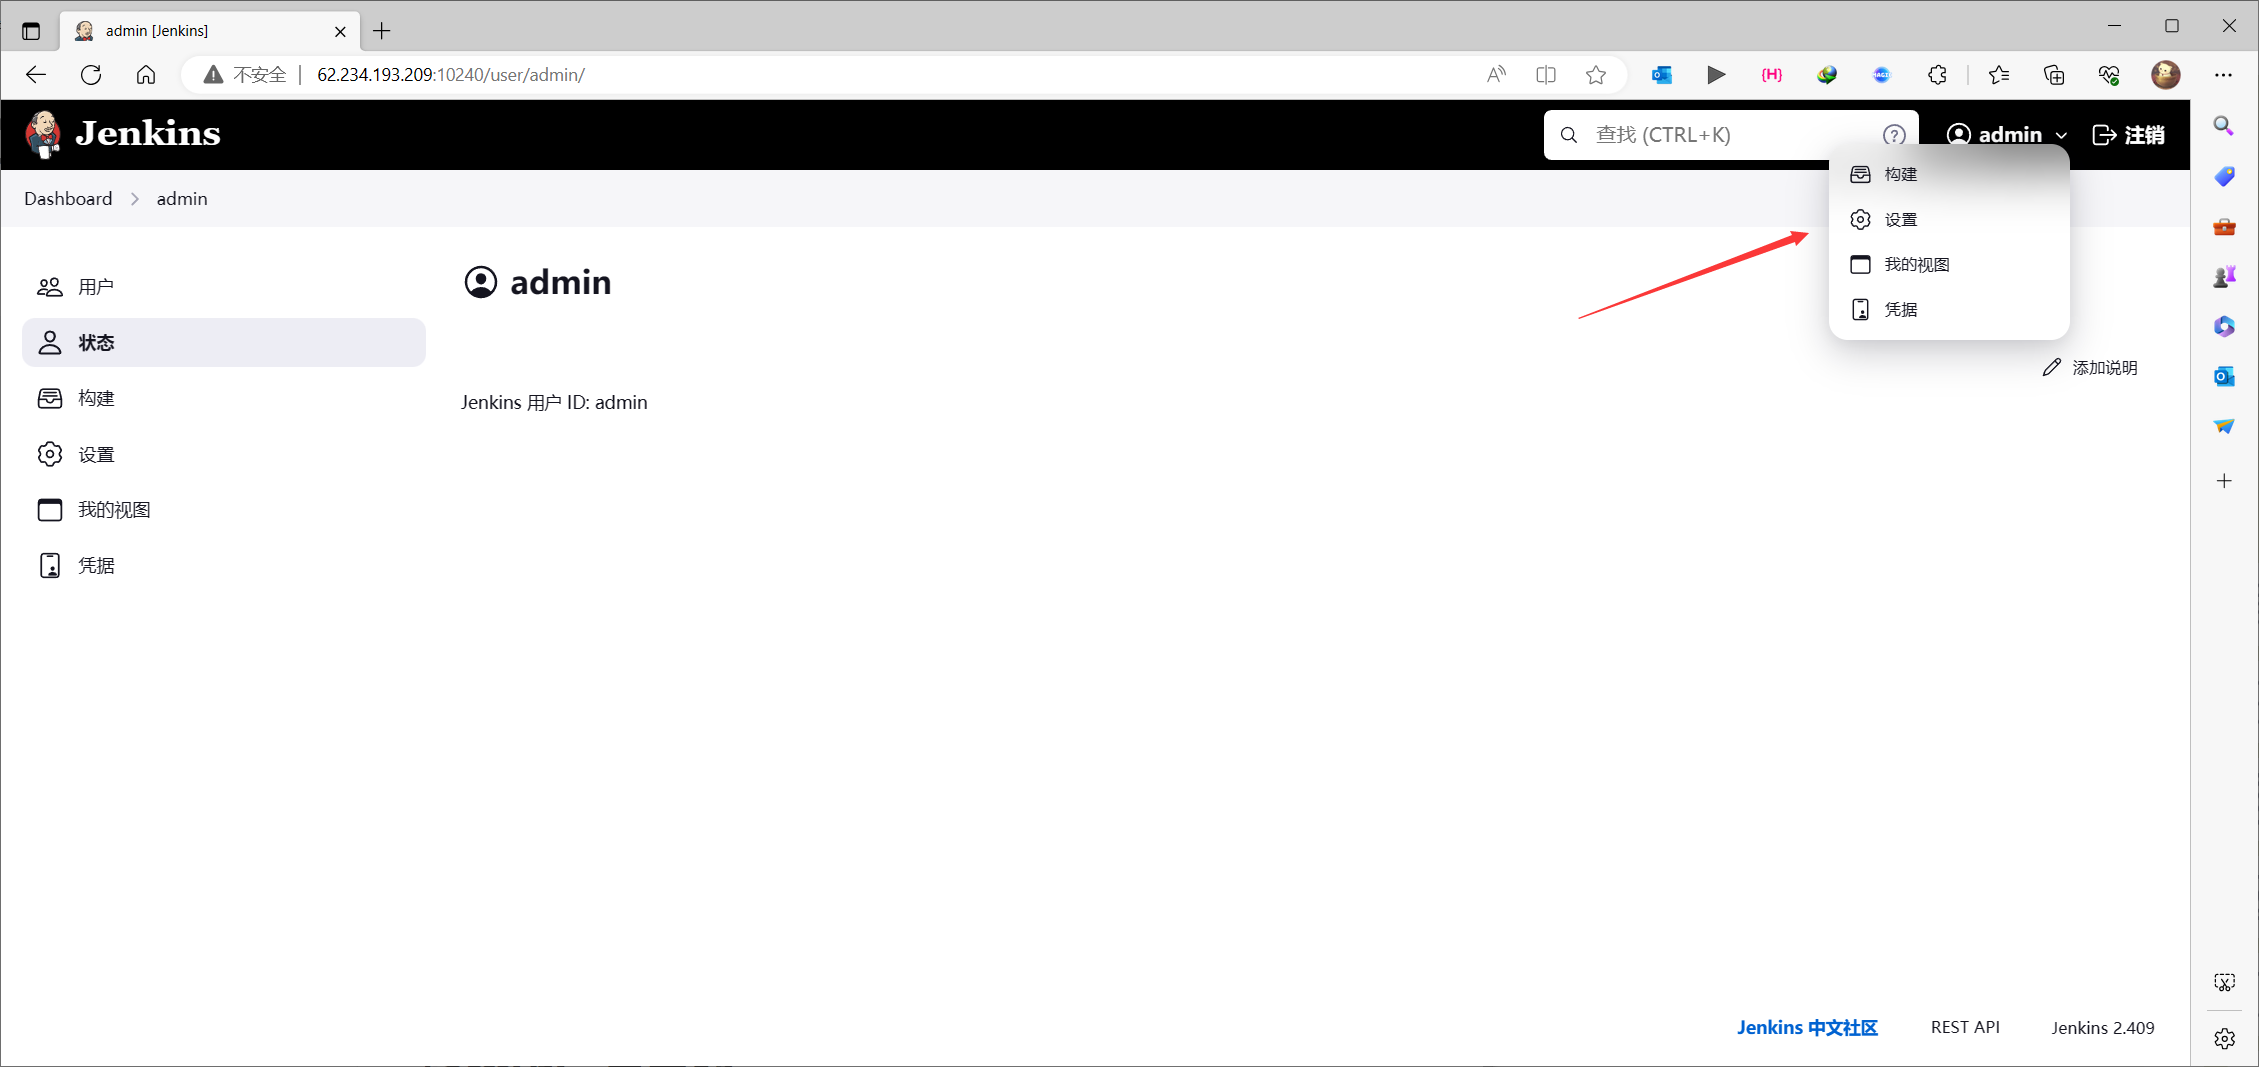 admin [Jenkins]
不安全
62.234.193.209:10240/user/admin/
{H}
Jenkins
查找 (CTRL+K)
admin
注销
Dashboard
admin
构建
设置
我的视图
凭据
用户
状态
构建
设置
我的视图
凭据
admin
添加说明
Jenkins 用户 ID: admin
Jenkins 中文社区
REST API
Jenkins 2.409